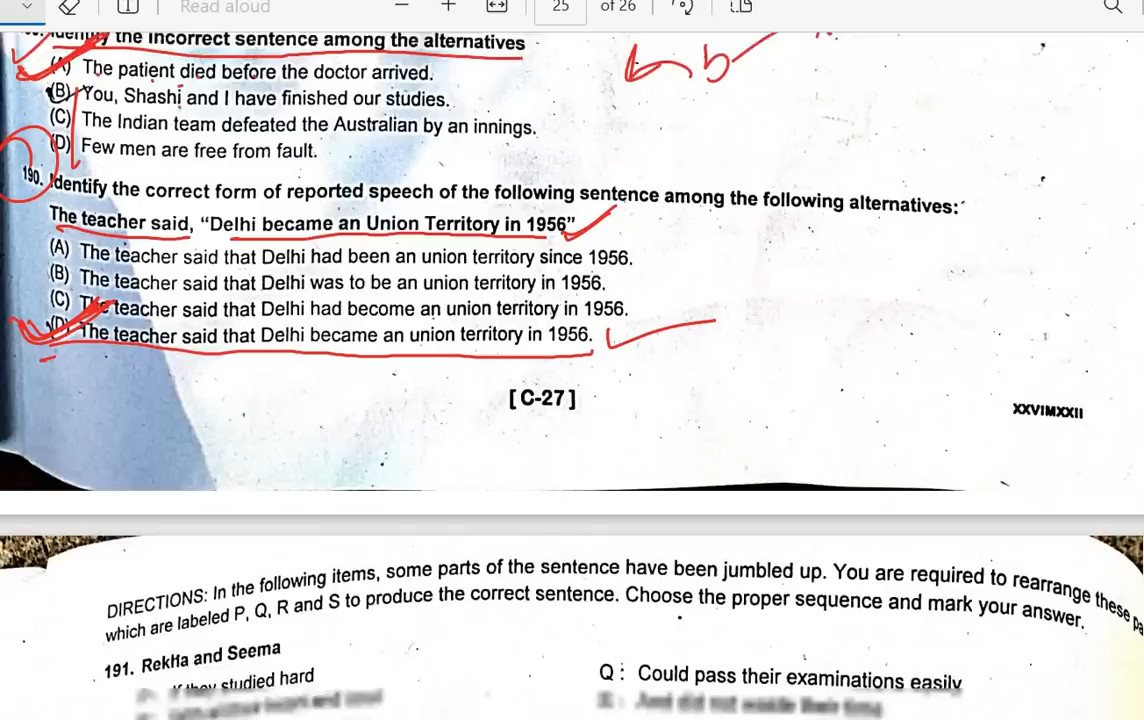 Read aloud
25 of 26
Identify the incorrect sentence among the alternatives
(A) The patient died before the doctor arrived.
(B) You, Shashi and I have finished our studies.
(C) The Indian team defeated the Australian by an innings.
(D) Few men are free from fault.
190. Identify the correct form of reported speech of the following sentence among the following alternatives:
The teacher said, “Delhi became an Union Territory in 1956”
(A) The teacher said that Delhi had been an union territory since 1956.
(B) The teacher said that Delhi was to be an union territory in 1956.
(C) The teacher said that Delhi had become an union territory in 1956.
(D) The teacher said that Delhi became an union territory in 1956.
[C-27]
XXVIMXXII
DIRECTIONS: In the following items, some parts of the sentence have been jumbled up. You are required to rearrange these
which are labeled P, Q, R and S to produce the correct sentence. Choose the proper sequence and mark your answer.
191. Rekha and Seema
If they studied hard
Q : Could pass their examinations easily
And did not waste their time